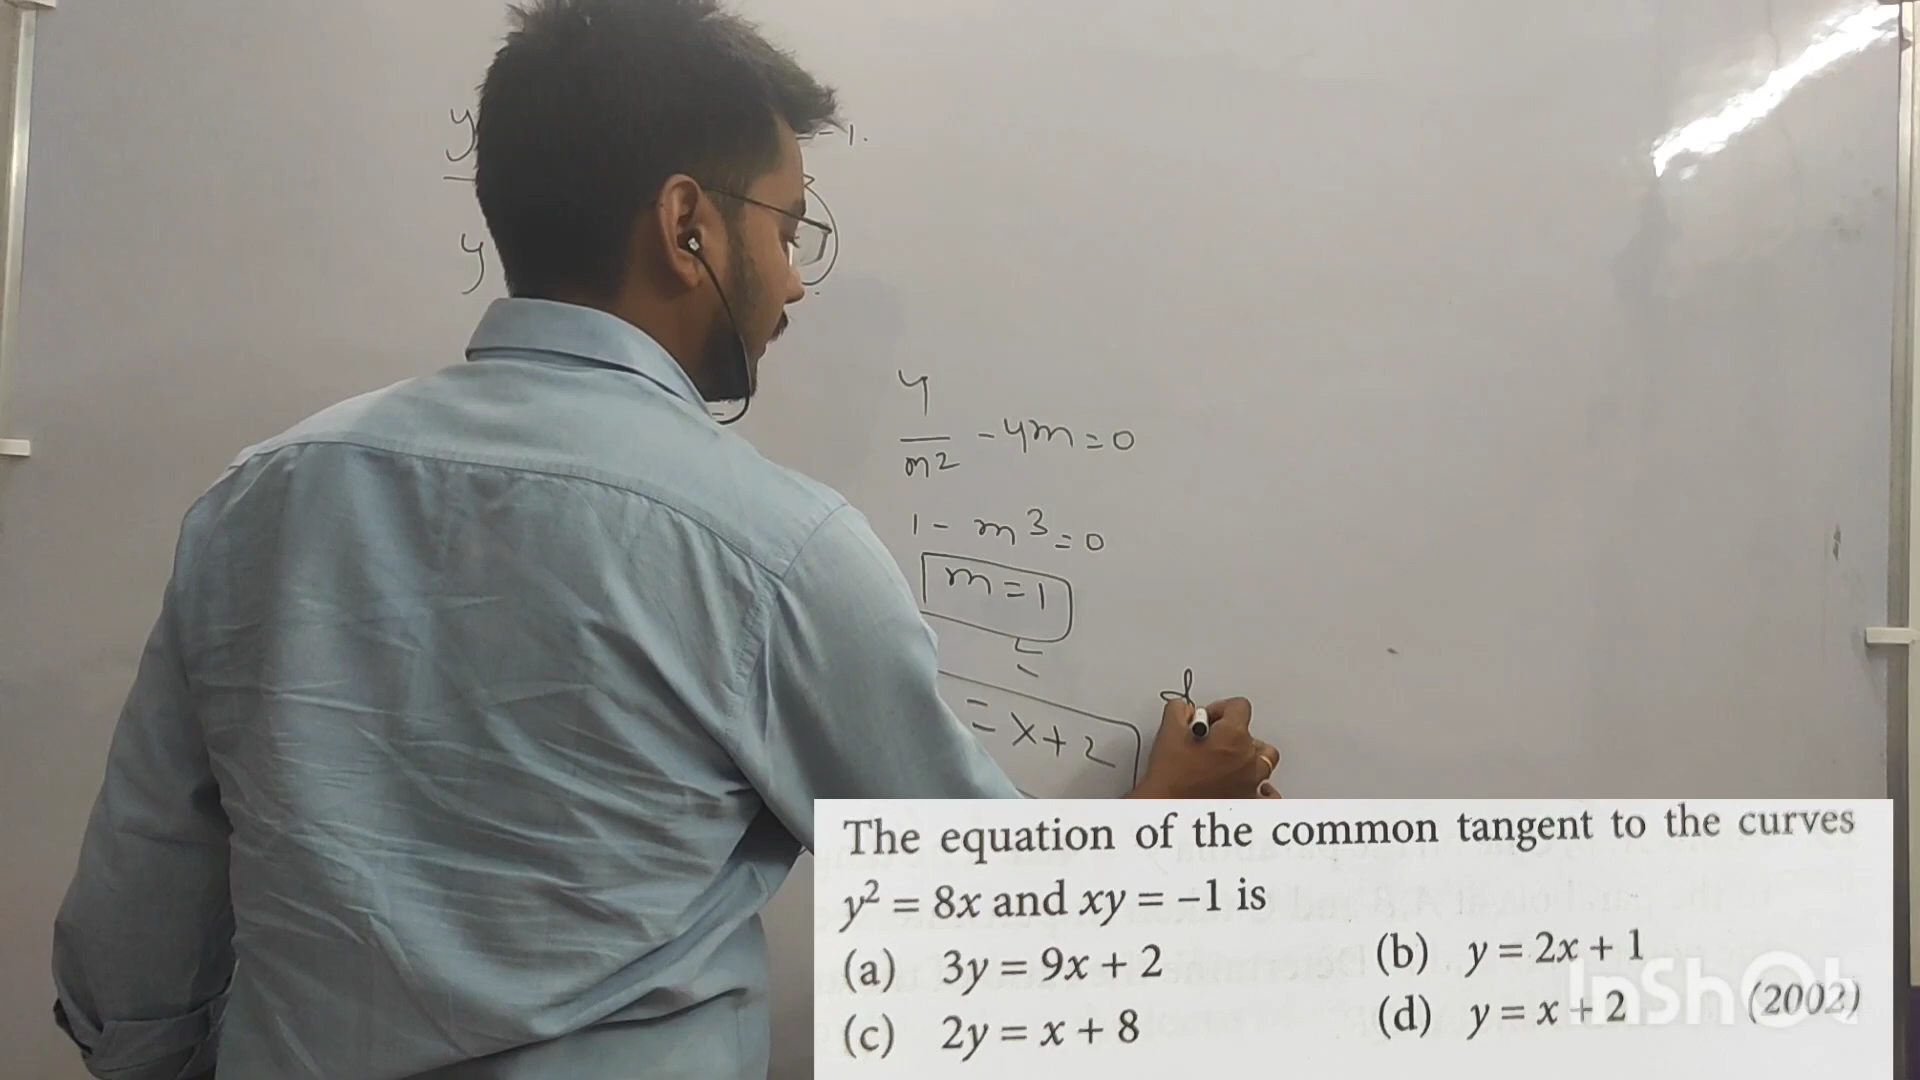 y
= -1.
y
4
m2 - 4m = 0
1 - m3 = 0
m = 1
= x + 2
d
The equation of the common tangent to the curves
y² = 8x and xy = −1 is
(a) 3y = 9x + 2 (b) y = 2x + 1
(c) 2y = x + 8 (d) y = x + 2 (2002)
InShOt